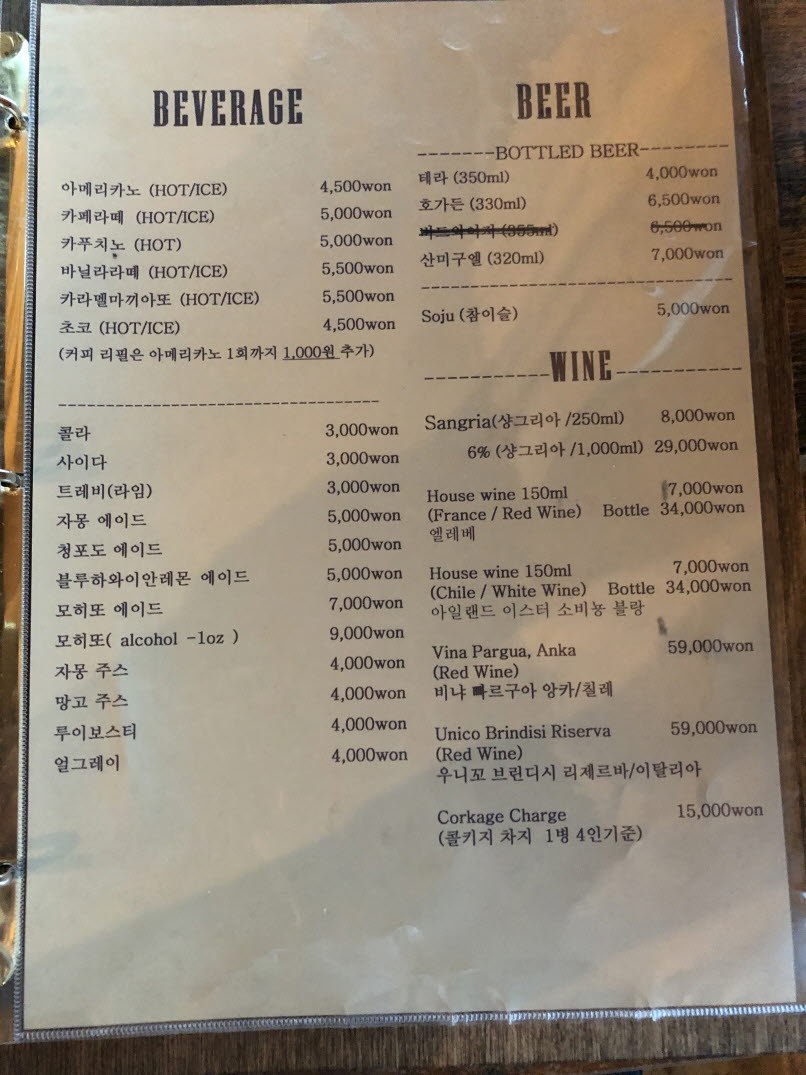 BEVERAGE
아메리카노 (HOT/ICE) 4,500won
카페라떼 (HOT/ICE) 5,000won
카푸치노 (HOT) 5,000won
바닐라라떼 (HOT/ICE) 5,500won
카라멜마끼아또 (HOT/ICE) 5,500won
초코 (HOT/ICE) 4,500won
(커피 리필은 아메리카노 1회까지 1,000원 추가)
콜라 3,000won
사이다 3,000won
트레비(라임) 3,000won
자몽 에이드 5,000won
청포도 에이드 5,000won
블루하와이안레몬 에이드 5,000won
모히또 에이드 7,000won
모히또( alcohol -1oz ) 9,000won
자몽 주스 4,000won
망고 주스 4,000won
루이보스티 4,000won
얼그레이 4,000won
BEER
-------BOTTLED BEER--------
테라 (350ml) 4,000won
호가든 (330ml) 6,500won
버드와이저 (355ml) 6,500won
산미구엘 (320ml) 7,000won
Soju (참이슬) 5,000won
WINE
Sangria(샹그리아 /250ml) 8,000won
6% (샹그리아 /1,000ml) 29,000won
House wine 150ml 7,000won
(France / Red Wine) Bottle 34,000won
엘레베
House wine 150ml 7,000won
(Chile / White Wine) Bottle 34,000won
아일랜드 이스터 소비뇽 블랑
Vina Pargua, Anka 59,000won
(Red Wine)
비냐 빠르구아 앙카/칠레
Unico Brindisi Riserva 59,000won
(Red Wine)
우니꼬 브린디시 리제르바/이탈리아
Corkage Charge 15,000won
(콜키지 차지 1병 4인기준)